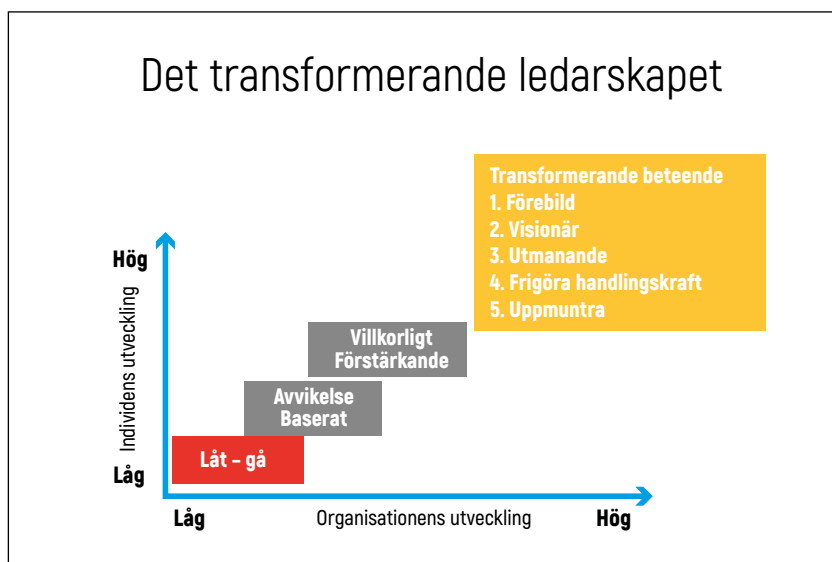 Det transformerande ledarskapet
Transformerande beteende
1. Förebild
2. Visionär
3. Utmanande
4. Frigöra handlingskraft
5. Uppmuntra
Hög
Individens utveckling
Låg
Villkorligt
Förstärkande
Avvikelse
Baserat
Låt – gå
Låg
Organisationens utveckling
Hög